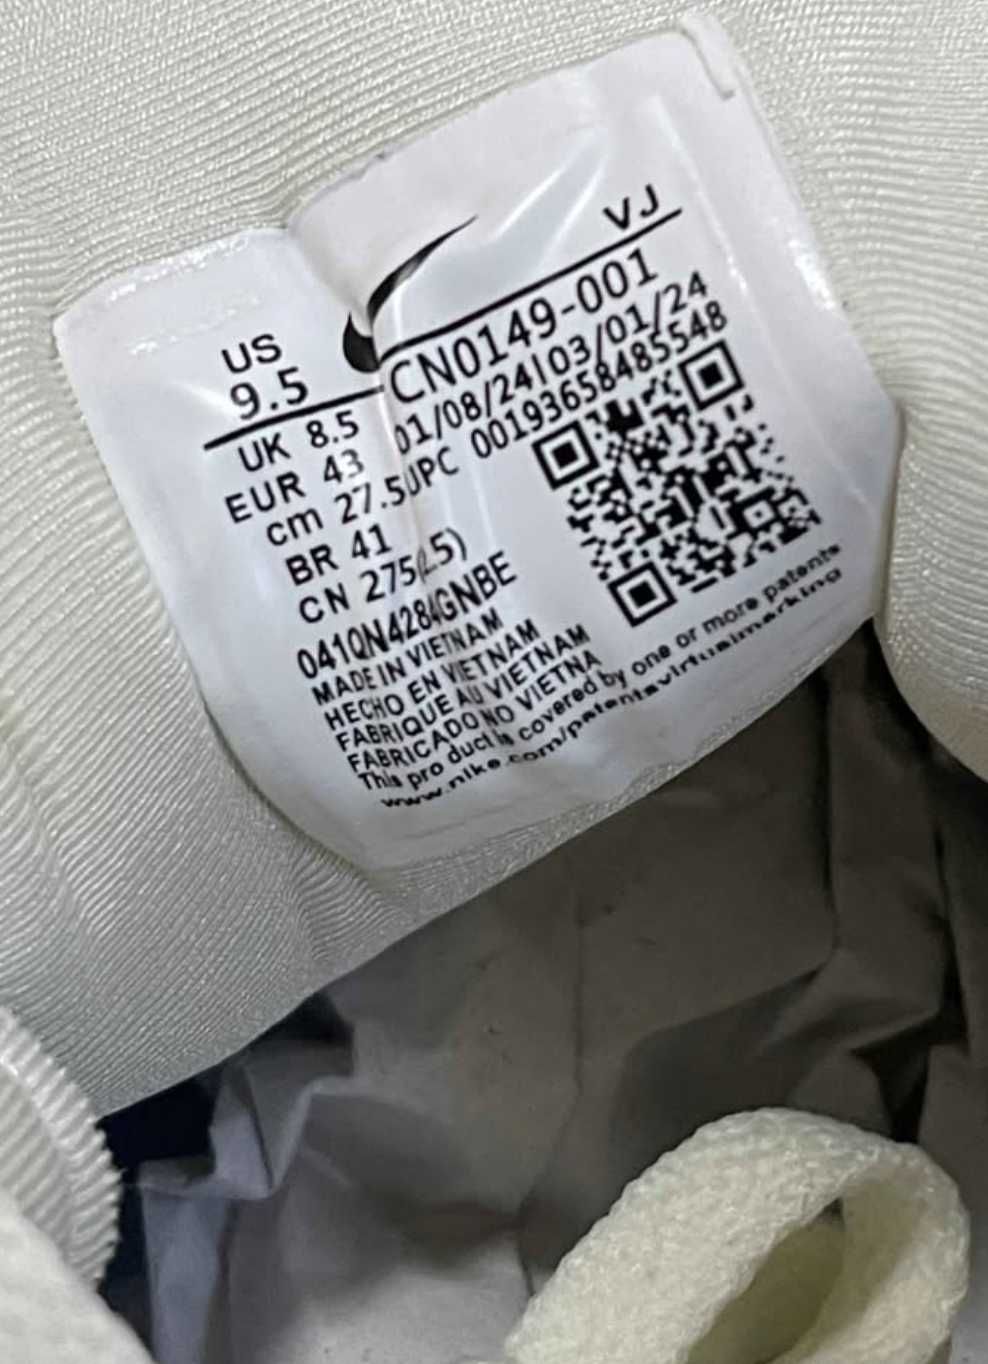 VJ
US
9.5
CN0149-001
UK 8.5
01/08/24|03/01/24
EUR 43
UPC 00193658485548
cm 27.5
BR 41
CN 275(2.5)
041QN4284GNBE
MADE IN VIETNAM
HECHO EN VIETNAM
FABRIQUE AU VIETNAM
FABRICADO NO VIETNA
This product is covered by one or more patents
www.nike.com/patentsvirtualmarking